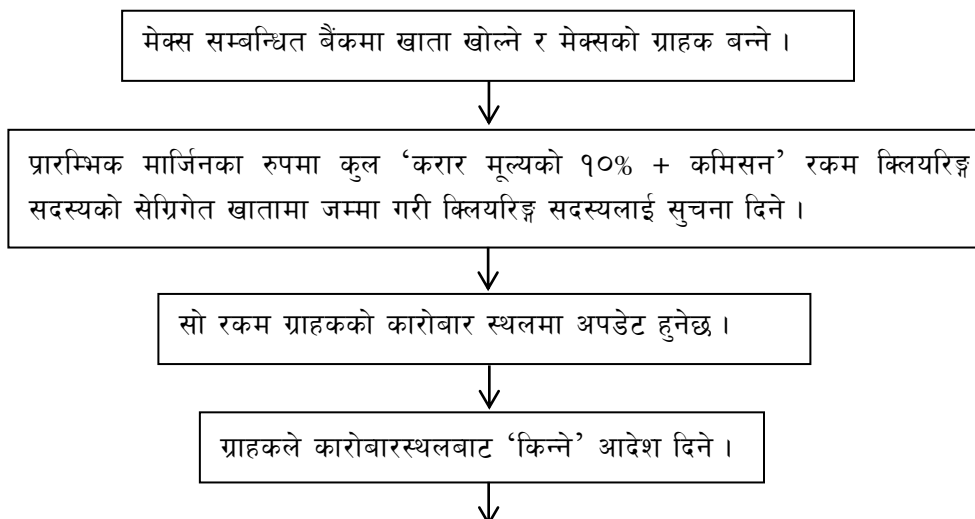 मेक्स सम्बन्धित बैंकमा खाता खोल्ने र मेक्सको ग्राहक बन्ने ।
प्रारम्भिक मार्जिनका रुपमा कुल ‘करार मूल्यको १०% + कमिसन’ रकम क्लियरिङ्ग
सदस्यको सेग्रिगेत खातामा जम्मा गरी क्लियरिङ्ग सदस्यलाई सुचना दिने ।
सो रकम ग्राहकको कारोबार स्थलमा अपडेट हुनेछ ।
ग्राहकले कारोबारस्थलबाट ‘किन्ने’ आदेश दिने ।